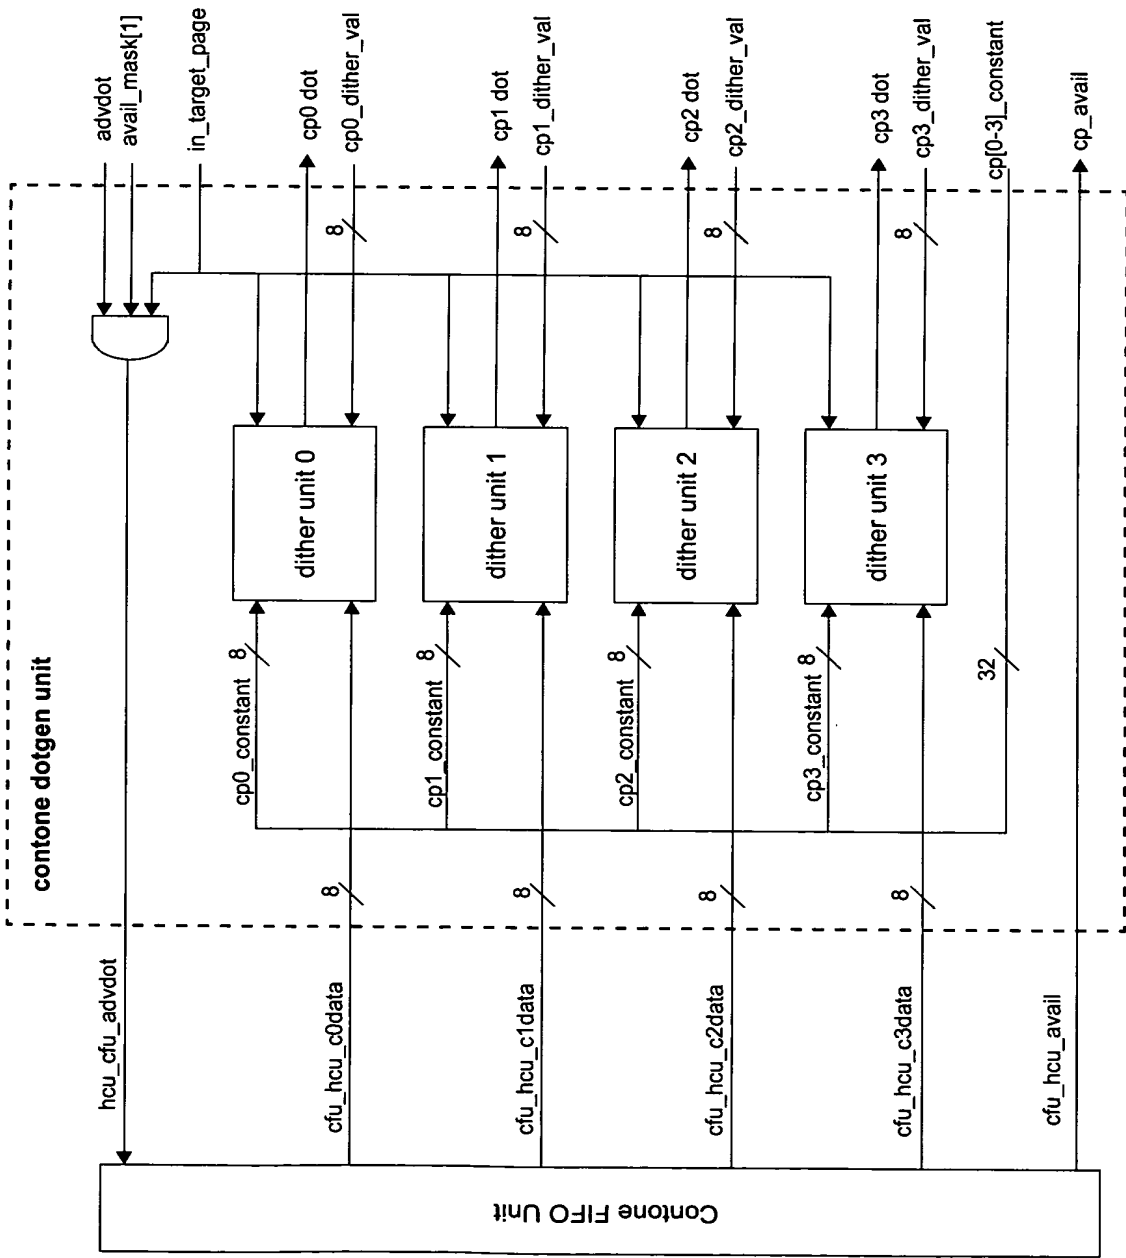 contone dotgen unit
advdot
avail_mask[1]
in_target_page
hcu_cfu_advdot
cp0 dot
cp0_dither_val
8
dither unit 0
cp0_constant
8
cfu_hcu_c0data
8
cp1 dot
cp1_dither_val
8
dither unit 1
cp1_constant
8
cfu_hcu_c1data
8
cp2 dot
cp2_dither_val
8
dither unit 2
cp2_constant
8
cfu_hcu_c2data
8
cp3 dot
cp3_dither_val
8
dither unit 3
cp3_constant
8
cfu_hcu_c3data
8
cp[0-3]_constant
32
cfu_hcu_avail
cp_avail
Contone FIFO Unit